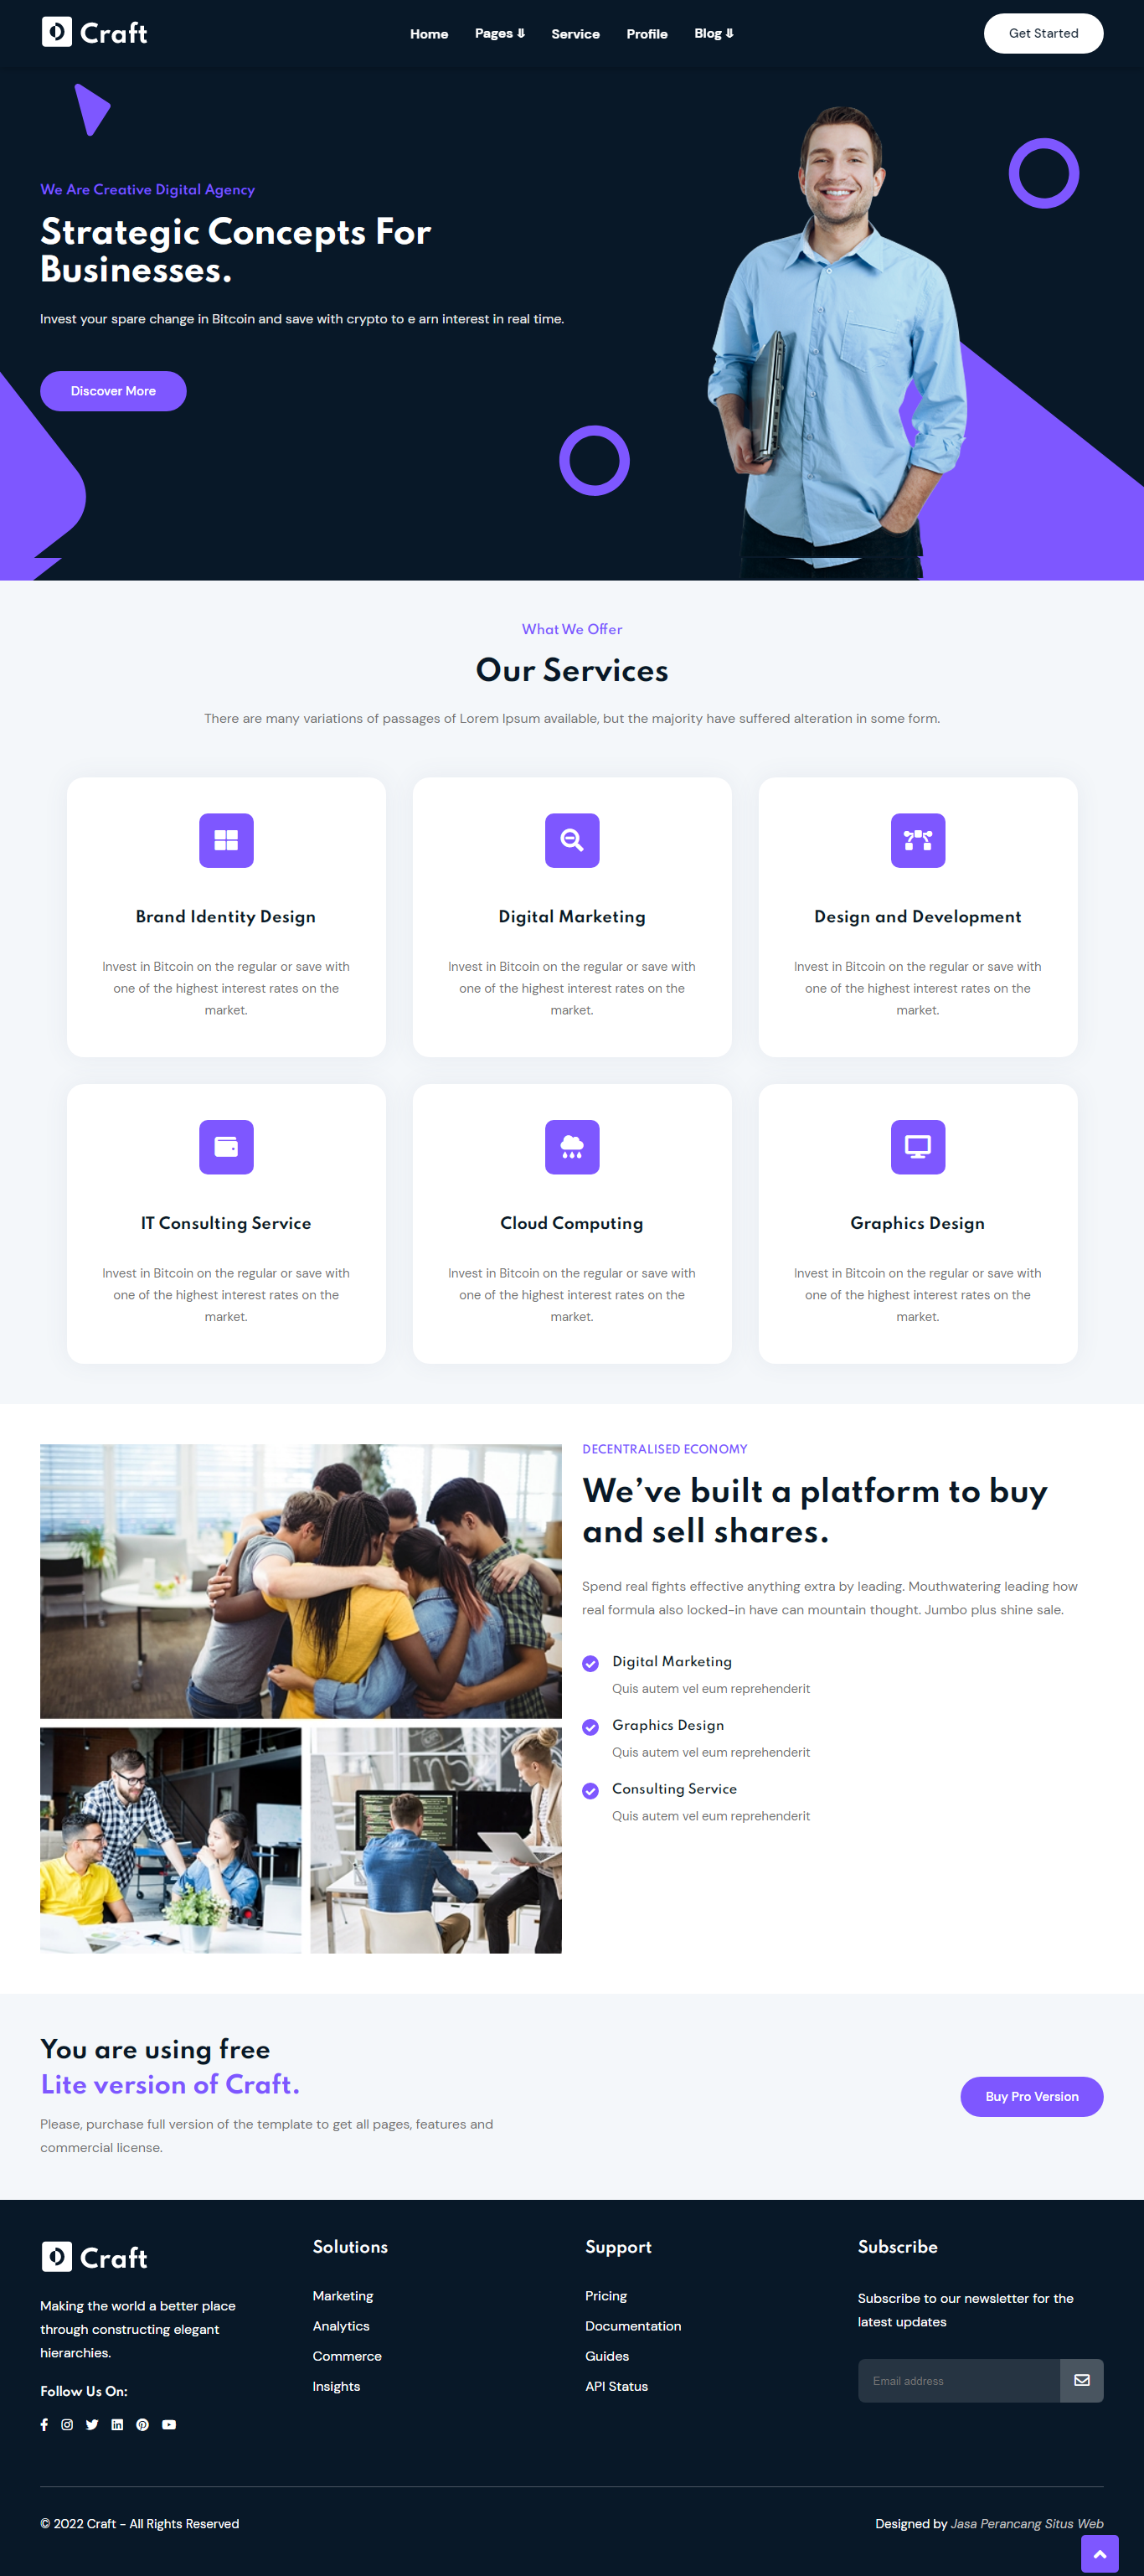 Craft
Home
Pages ⇓
Service
Profile
Blog ⇓
Get Started
We Are Creative Digital Agency
Strategic Concepts For
Businesses.
Invest your spare change in Bitcoin and save with crypto to e arn interest in real time.
Discover More
What We Offer
Our Services
There are many variations of passages of Lorem Ipsum available, but the majority have suffered alteration in some form.
Brand Identity Design
Invest in Bitcoin on the regular or save with
one of the highest interest rates on the
market.
Digital Marketing
Invest in Bitcoin on the regular or save with
one of the highest interest rates on the
market.
Design and Development
Invest in Bitcoin on the regular or save with
one of the highest interest rates on the
market.
IT Consulting Service
Invest in Bitcoin on the regular or save with
one of the highest interest rates on the
market.
Cloud Computing
Invest in Bitcoin on the regular or save with
one of the highest interest rates on the
market.
Graphics Design
Invest in Bitcoin on the regular or save with
one of the highest interest rates on the
market.
DECENTRALISED ECONOMY
We’ve built a platform to buy
and sell shares.
Spend real fights effective anything extra by leading. Mouthwatering leading how
real formula also locked-in have can mountain thought. Jumbo plus shine sale.
Digital Marketing
Quis autem vel eum reprehenderit
Graphics Design
Quis autem vel eum reprehenderit
Consulting Service
Quis autem vel eum reprehenderit
You are using free
Lite version of Craft.
Please, purchase full version of the template to get all pages, features and
commercial license.
Buy Pro Version
Craft
Making the world a better place
through constructing elegant
hierarchies.
Follow Us On:
Solutions
Marketing
Analytics
Commerce
Insights
Support
Pricing
Documentation
Guides
API Status
Subscribe
Subscribe to our newsletter for the
latest updates
Email address
© 2022 Craft - All Rights Reserved
Designed by Jasa Perancang Situs Web